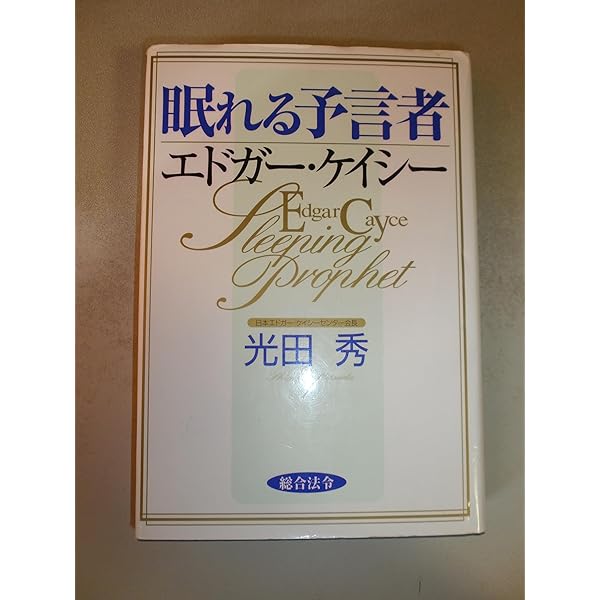 眠れる予言者
エドガー・ケイシー
Edgar Cayce
Sleeping
Prophet
日本エドガー・ケイシーセンター会長
光田 秀
総合法令